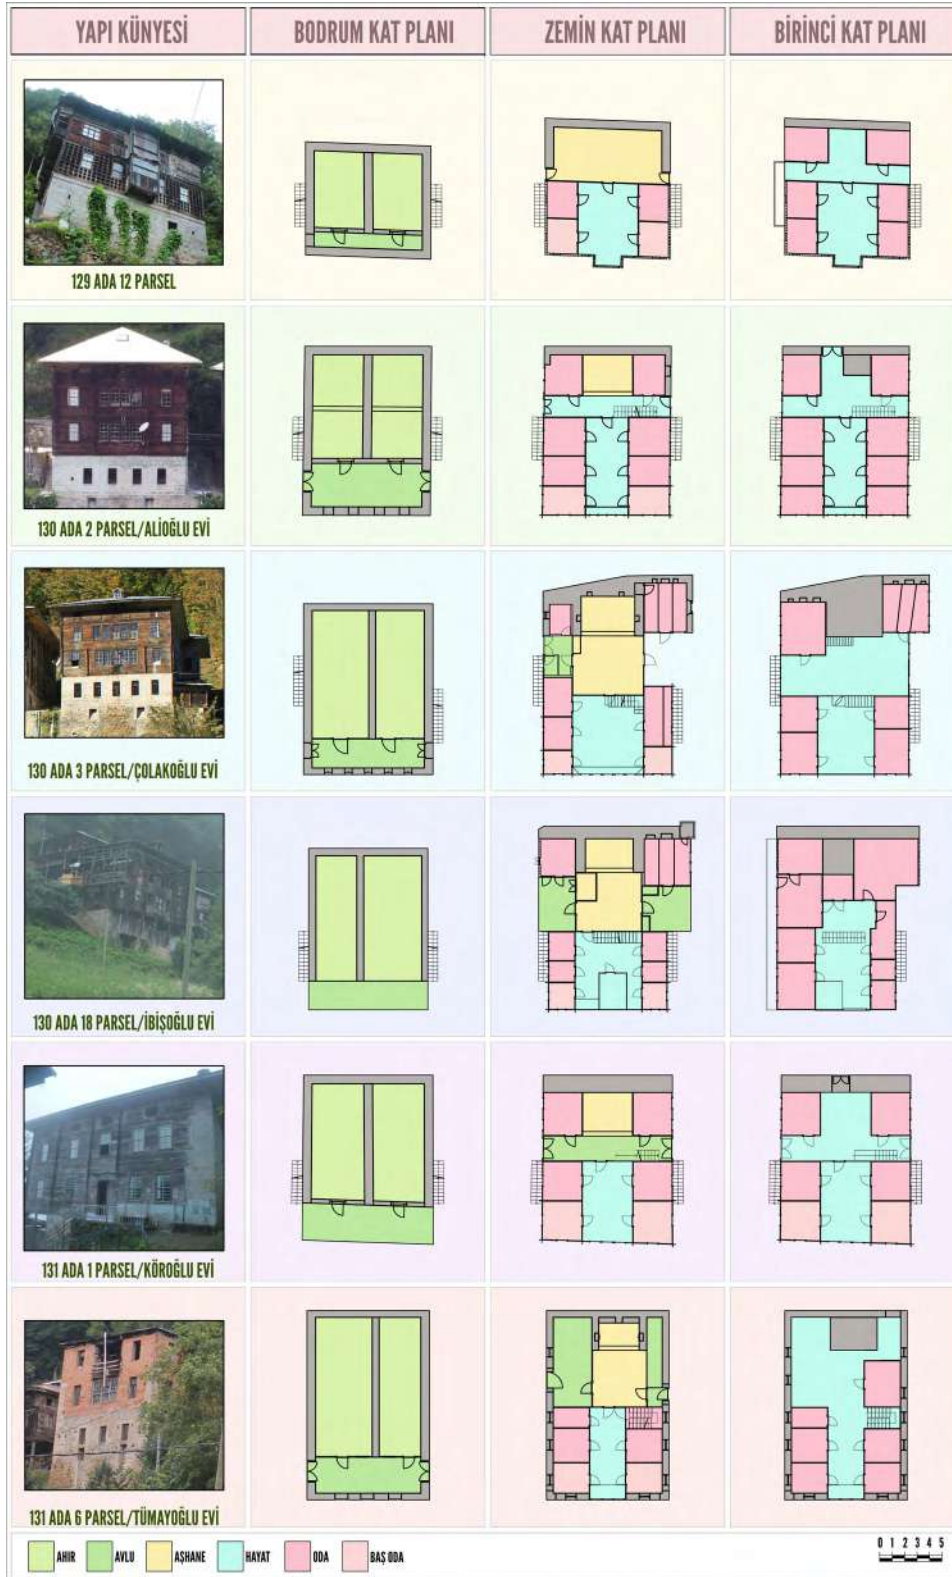 YAPI KÜNYESİ
BODRUM KAT PLANI
ZEMİN KAT PLANI
BİRİNCİ KAT PLANI
129 ADA 12 PARSEL
130 ADA 2 PARSEL/ALİOĞLU EVİ
130 ADA 3 PARSEL/ÇOLAKOĞLU EVİ
130 ADA 18 PARSEL/İBİŞOĞLU EVİ
131 ADA 1 PARSEL/KÖROĞLU EVİ
131 ADA 6 PARSEL/TÜMAYOĞLU EVİ
AHIR
AVLU
AŞHANE
HAYAT
ODA
BAŞ ODA
0 1 2 3 4 5